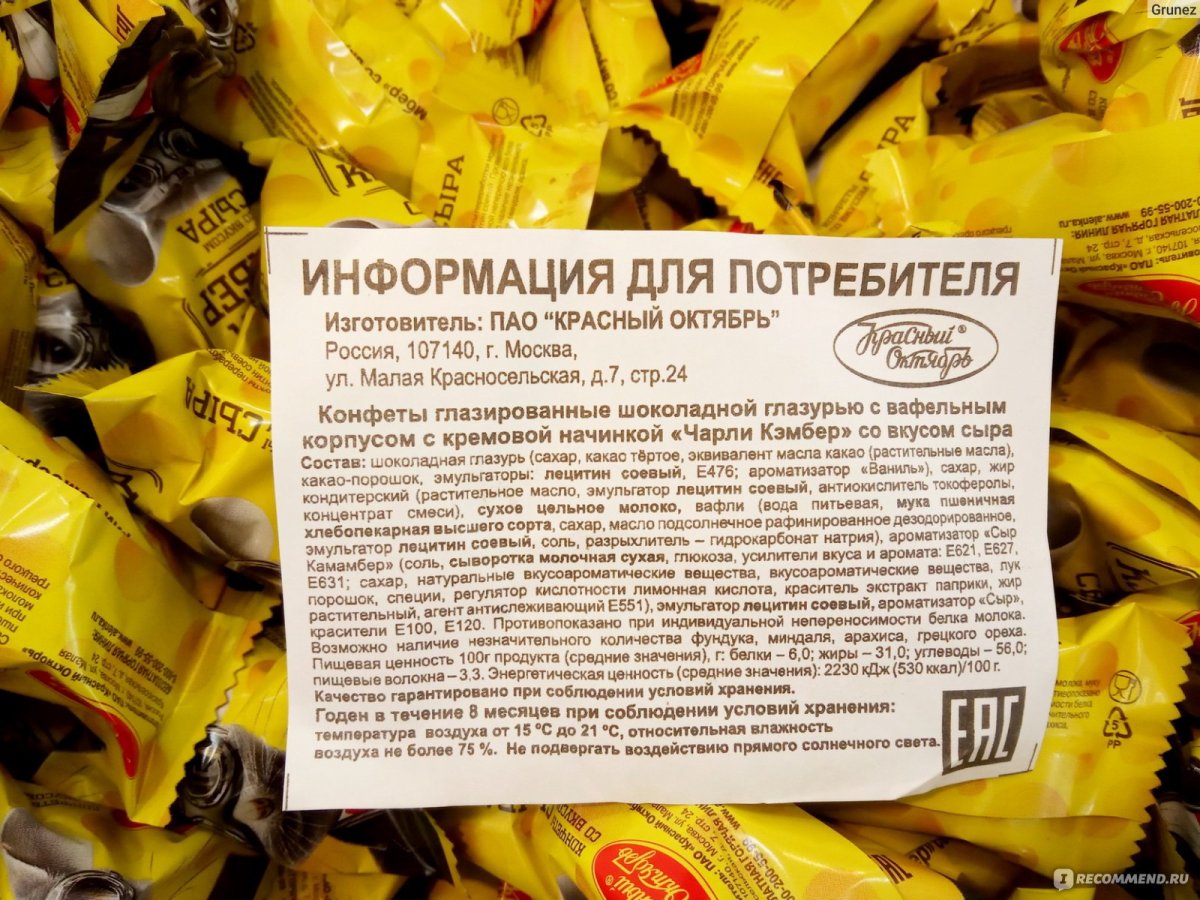 Grunez
ИНФОРМАЦИЯ ДЛЯ ПОТРЕБИТЕЛЯ
Изготовитель: ПАО “КРАСНЫЙ ОКТЯБРЬ”
Россия, 107140, г. Москва,
ул. Малая Красносельская, д.7, стр.24
Красный® Октябрь
Конфеты глазированные шоколадной глазурью с вафельным
корпусом с кремовой начинкой «Чарли Кэмбер» со вкусом сыра
Состав: шоколадная глазурь (сахар, какао тёртое, эквивалент масла какао (растительные масла),
какао-порошок, эмульгаторы: лецитин соевый, Е476; ароматизатор «Ваниль»), сахар, жир
кондитерский (растительное масло, эмульгатор лецитин соевый, антиокислитель токоферолы,
концентрат смеси), сухое цельное молоко, вафли (вода питьевая, мука пшеничная
хлебопекарная высшего сорта, сахар, масло подсолнечное рафинированное дезодорированное,
эмульгатор лецитин соевый, соль, разрыхлитель – гидрокарбонат натрия), ароматизатор «Сыр
Камамбер» (соль, сыворотка молочная сухая, глюкоза, усилители вкуса и аромата: Е621, Е627,
Е631; сахар, натуральные вкусоароматические вещества, вкусоароматические вещества, лук
порошок, специи, регулятор кислотности лимонная кислота, краситель экстракт паприки, жир
растительный, агент антислеживающий Е551), эмульгатор лецитин соевый, ароматизатор «Сыр»,
красители Е100, Е120. Противопоказано при индивидуальной непереносимости белка молока.
Возможно наличие незначительного количества фундука, миндаля, арахиса, грецкого ореха.
Пищевая ценность 100г продукта (средние значения), г: белки – 6,0; жиры – 31,0; углеводы – 56,0;
пищевые волокна – 3.3. Энергетическая ценность (средние значения): 2230 кДж (530 ккал)/100 г.
Качество гарантировано при соблюдении условий хранения.
Годен в течение 8 месяцев при соблюдении условий хранения:
температура воздуха от 15 ºС до 21 ºС, относительная влажность
воздуха не более 75 %. Не подвергать воздействию прямого солнечного света.
ЕАС
СЫРА
СЫРА
СЫРА
www.alenka.ru
Красный Октябрь
I RECOMMEND.RU